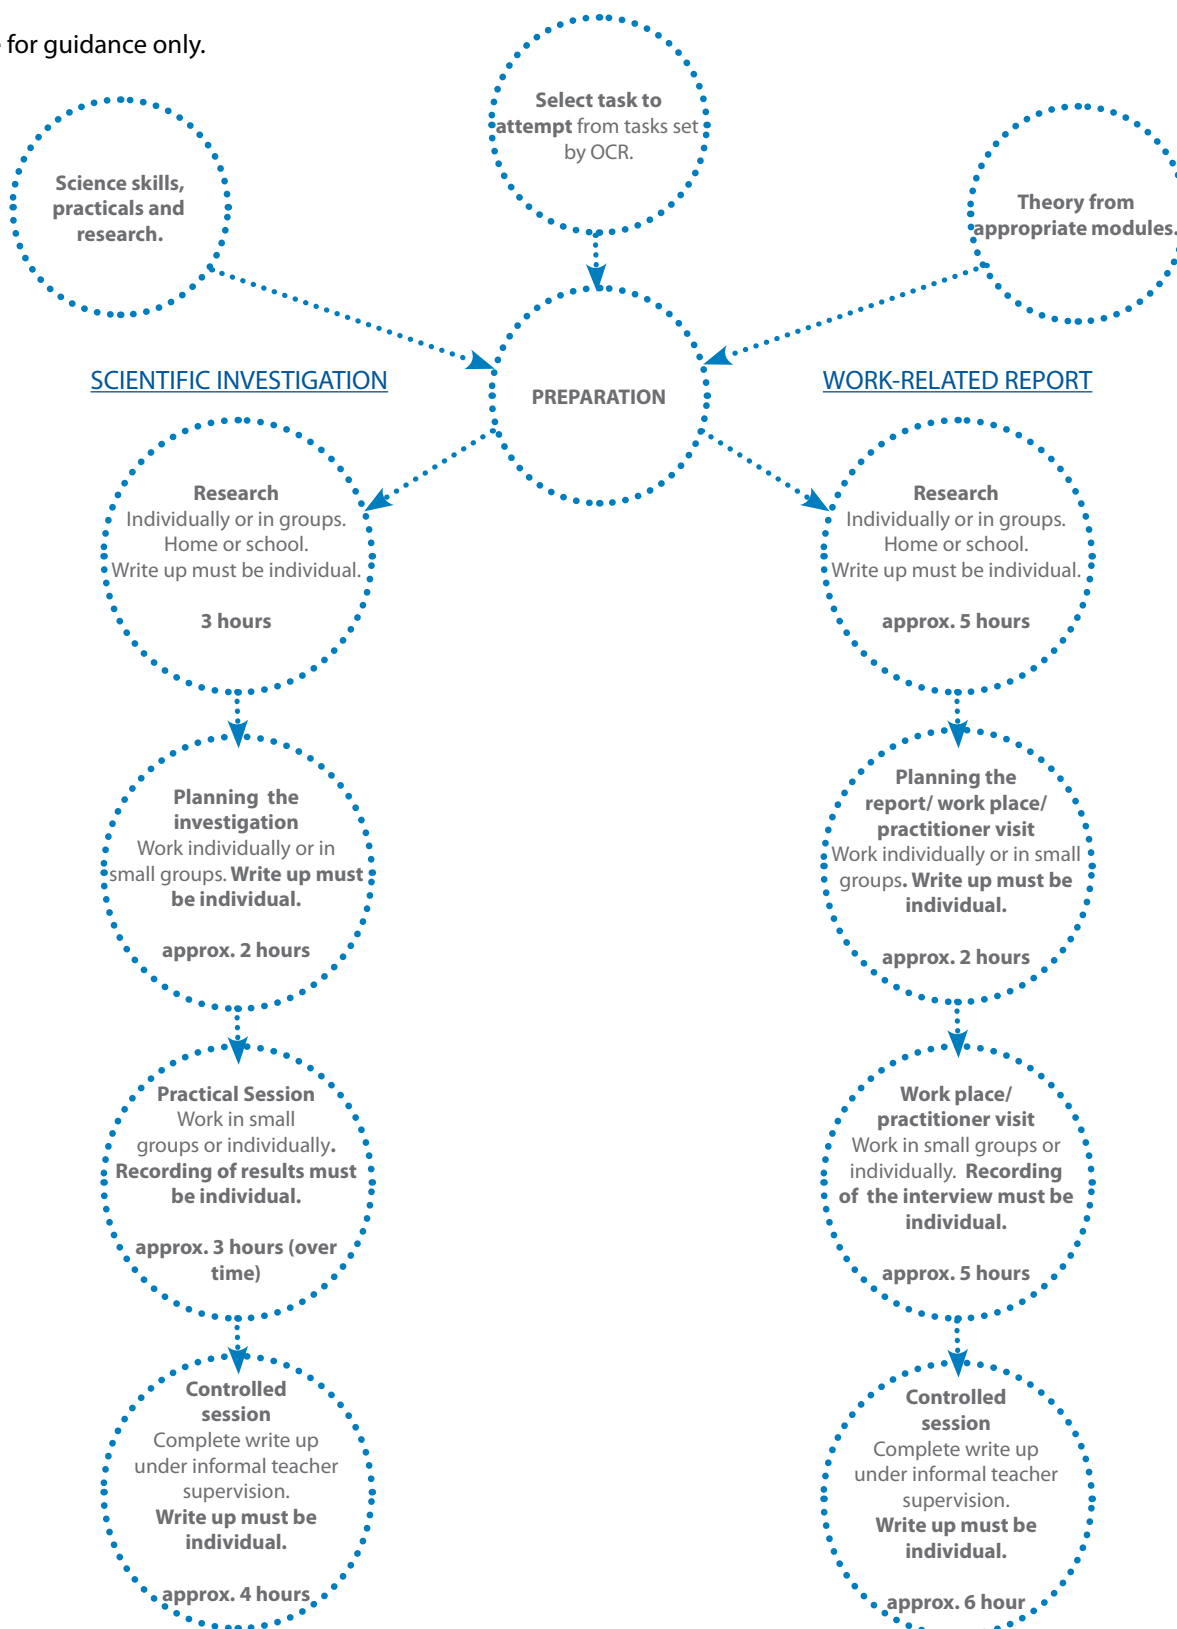 for guidance only.
Select task to
attempt from tasks set
by OCR.
Science skills,
practicals and
research.
Theory from
appropriate modules.
PREPARATION
SCIENTIFIC INVESTIGATION
Research
Individually or in groups.
Home or school.
Write up must be individual.
3 hours
Planning the
investigation
Work individually or in
small groups. Write up must
be individual.
approx. 2 hours
Practical Session
Work in small
groups or individually.
Recording of results must
be individual.
approx. 3 hours (over
time)
Controlled
session
Complete write up
under informal teacher
supervision.
Write up must be
individual.
approx. 4 hours
WORK-RELATED REPORT
Research
Individually or in groups.
Home or school.
Write up must be individual.
approx. 5 hours
Planning the
report/ work place/
practitioner visit
Work individually or in small
groups. Write up must be
individual.
approx. 2 hours
Work place/
practitioner visit
Work in small groups or
individually. Recording
of the interview must be
individual.
approx. 5 hours
Controlled
session
Complete write up
under informal teacher
supervision.
Write up must be
individual.
approx. 6 hour